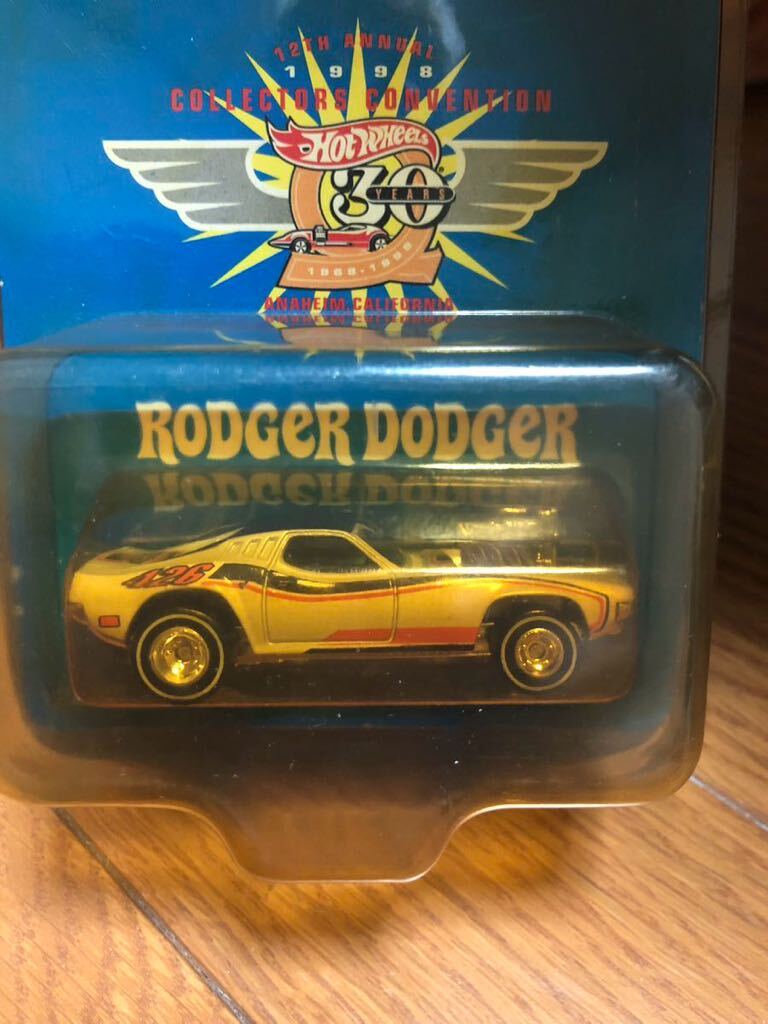 12TH ANNUAL
1998
COLLECTORS CONVENTION
Hot Wheels
30
YEARS
1968-1998
ANAHEIM, CALIFORNIA
RODGER DODGER
426